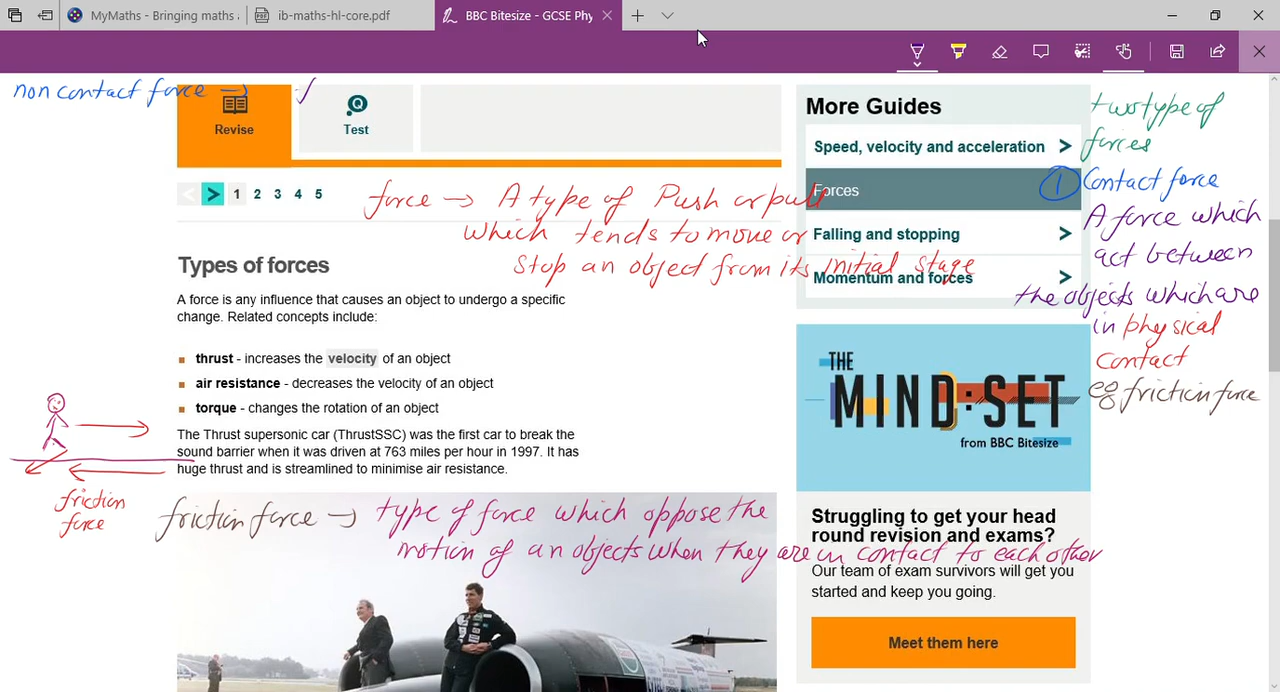 MyMaths - Bringing maths
ib-maths-hl-core.pdf
BBC Bitesize - GCSE Phy
non contact force →
Revise
Test
More Guides
Speed, velocity and acceleration
Forces
Falling and stopping
Momentum and forces
two type of
forces
① Contact force
A force which
act between
the objects which are
in physical
contact
eg friction force
1 2 3 4 5
force → A type of Push or pull
which tends to move or
stop an object from its initial stage
Types of forces
A force is any influence that causes an object to undergo a specific
change. Related concepts include:
thrust - increases the velocity of an object
air resistance - decreases the velocity of an object
torque - changes the rotation of an object
The Thrust supersonic car (ThrustSSC) was the first car to break the
sound barrier when it was driven at 763 miles per hour in 1997. It has
huge thrust and is streamlined to minimise air resistance.
friction
force
friction force → type of force which oppose the
motion of an objects when they are in contact to each other
THE
MIND:SET
from BBC Bitesize
Struggling to get your head
round revision and exams?
Our team of exam survivors will get you
started and keep you going.
Meet them here